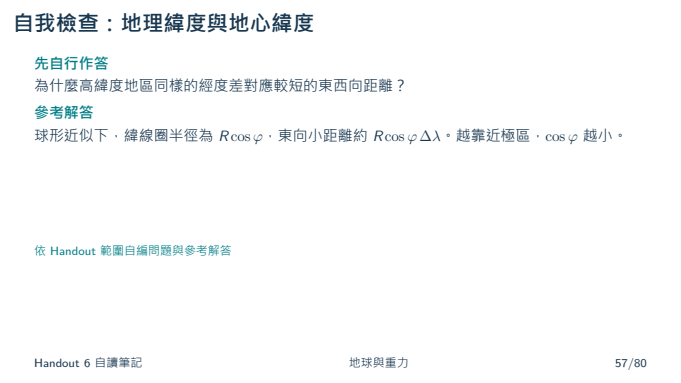 自我檢查：地理緯度與地心緯度
先自行作答
為什麼高緯度地區同樣的經度差對應較短的東西向距離？
參考解答
球形近似下，緯線圈半徑為 R cos φ，東向小距離約 R cos φ Δλ。越靠近極區，cos φ 越小。
依 Handout 範圍自編問題與參考解答
Handout 6 自讀筆記
地球與重力
57/80